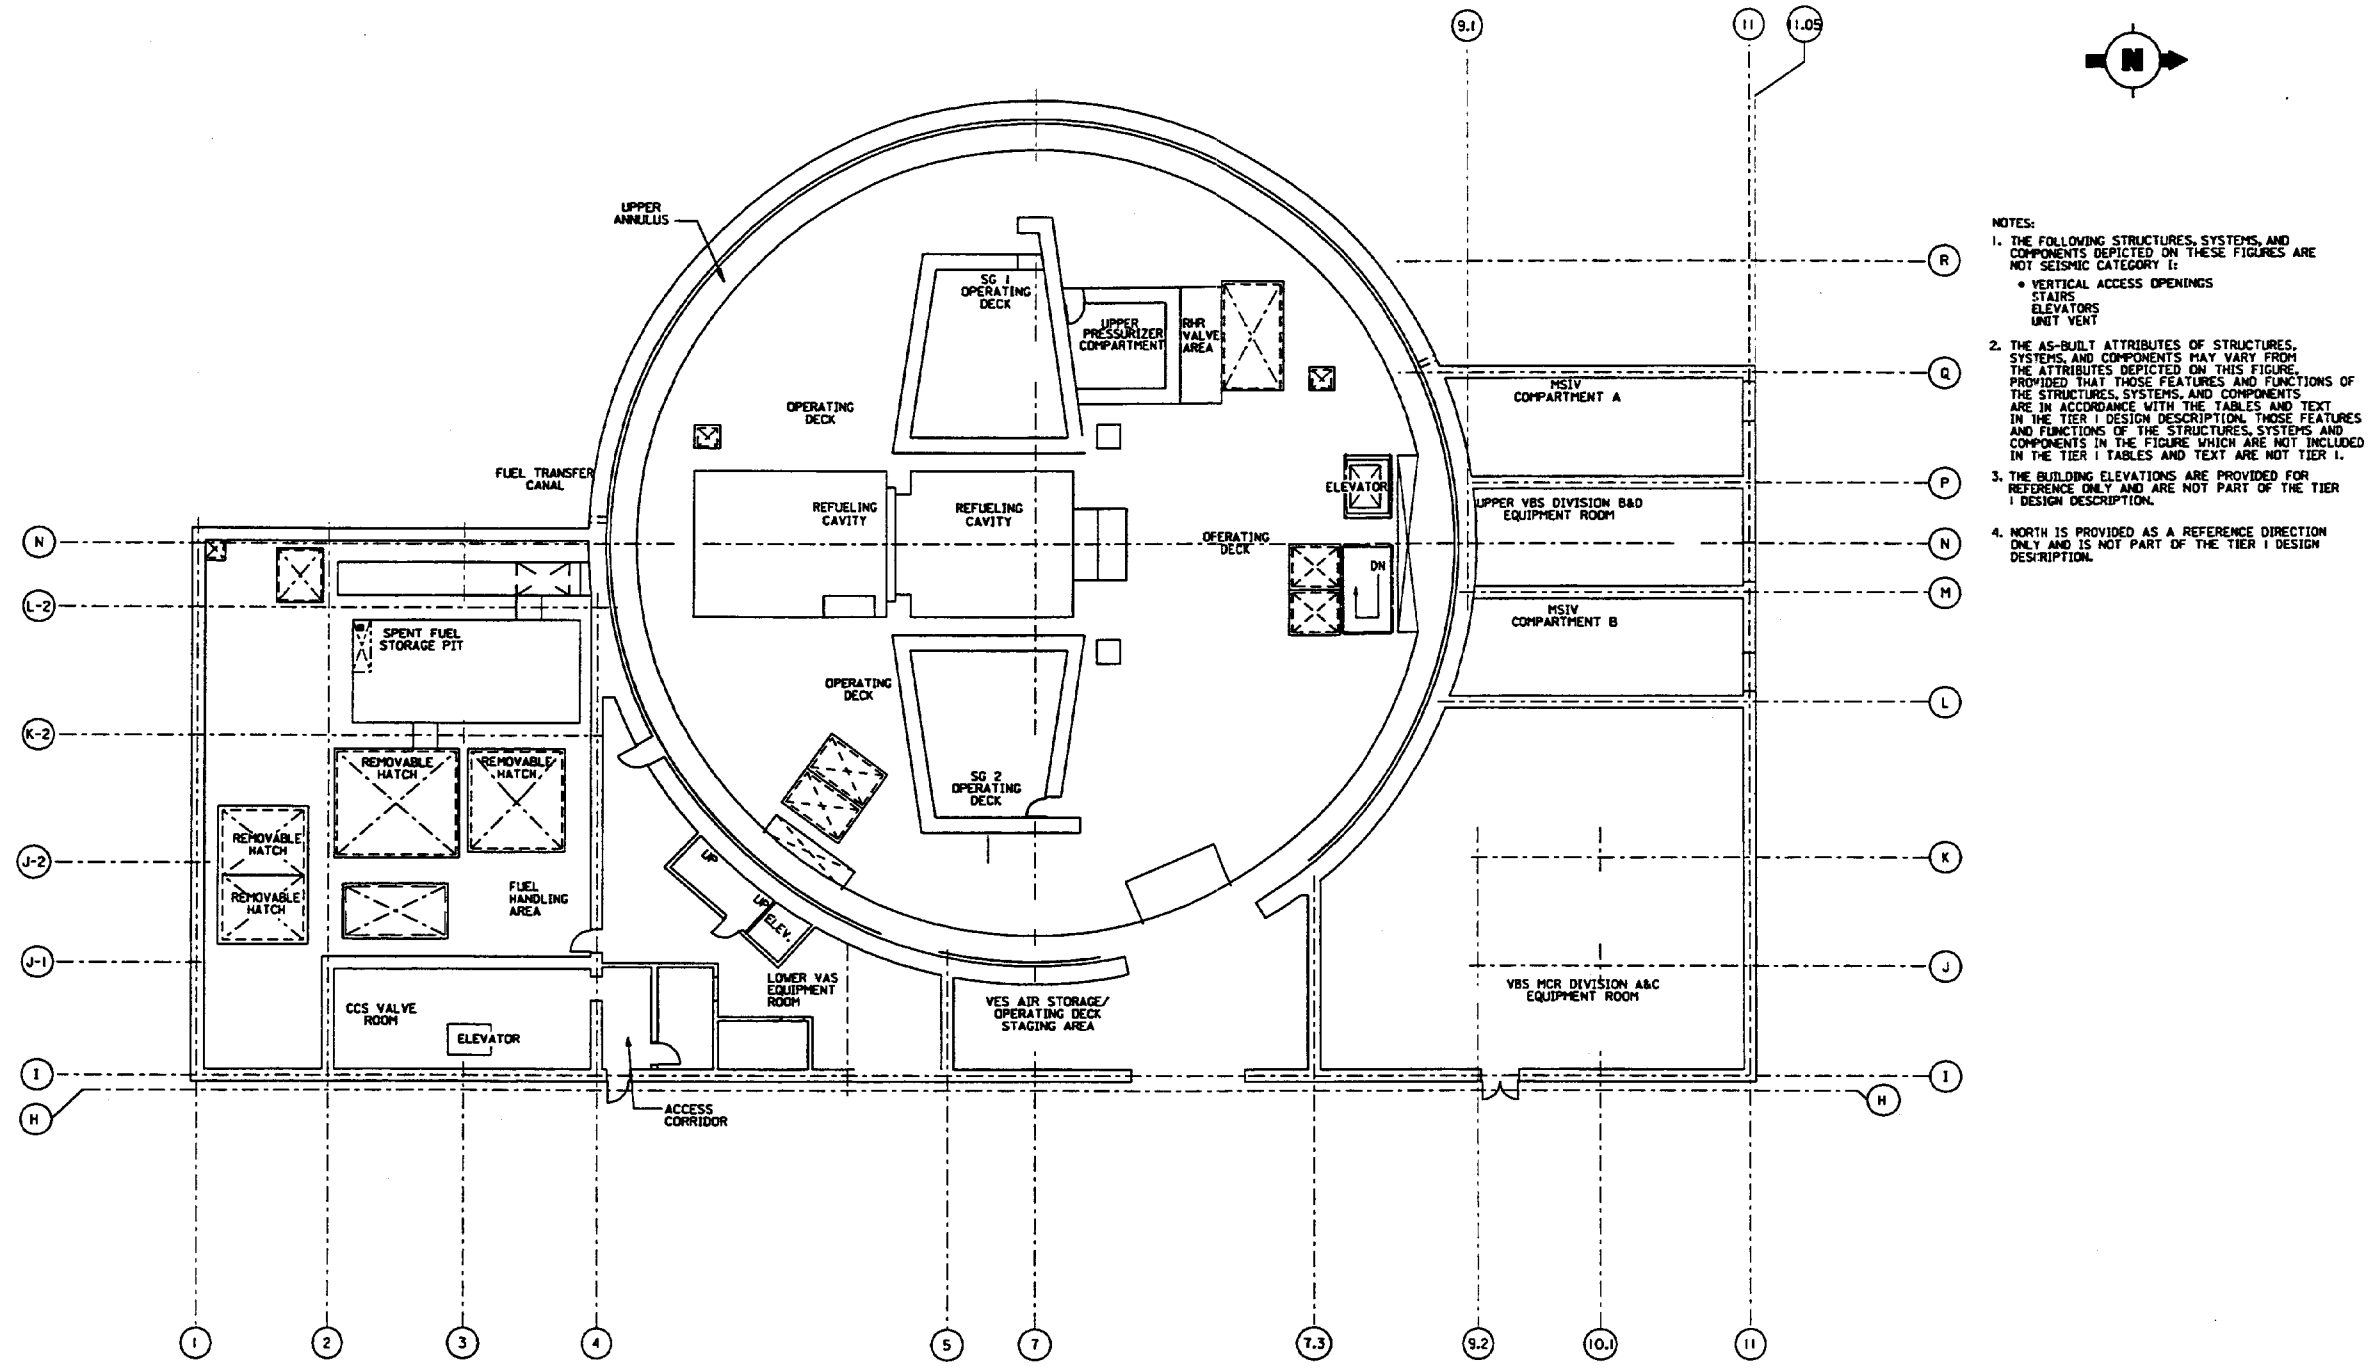 9.1
11
11.05
N
UPPER
ANNULUS
R
NOTES:
1. THE FOLLOWING STRUCTURES, SYSTEMS, AND
COMPONENTS DEPICTED ON THESE FIGURES ARE
NOT SEISMIC CATEGORY I:
• VERTICAL ACCESS OPENINGS
STAIRS
ELEVATORS
UNIT VENT
2. THE AS-BUILT ATTRIBUTES OF STRUCTURES,
SYSTEMS, AND COMPONENTS MAY VARY FROM
THE ATTRIBUTES DEPICTED ON THIS FIGURE,
PROVIDED THAT THOSE FEATURES AND FUNCTIONS OF
THE STRUCTURES, SYSTEMS, AND COMPONENTS
ARE IN ACCORDANCE WITH THE TABLES AND TEXT
IN THE TIER 1 DESIGN DESCRIPTION. THOSE FEATURES
AND FUNCTIONS OF THE STRUCTURES, SYSTEMS AND
COMPONENTS IN THE FIGURE WHICH ARE NOT INCLUDED
IN THE TIER 1 TABLES AND TEXT ARE NOT TIER 1.
3. THE BUILDING ELEVATIONS ARE PROVIDED FOR
REFERENCE ONLY AND ARE NOT PART OF THE TIER
1 DESIGN DESCRIPTION.
4. NORTH IS PROVIDED AS A REFERENCE DIRECTION
ONLY AND IS NOT PART OF THE TIER 1 DESIGN
DESCRIPTION.
SG 1
OPERATING
DECK
UPPER
PRESSURIZER
COMPARTMENT
RHR
VALVE
AREA
Q
MSIV
COMPARTMENT A
OPERATING
DECK
FUEL TRANSFER
CANAL
ELEVATOR
P
UPPER VBS DIVISION B&D
EQUIPMENT ROOM
REFUELING
CAVITY
REFUELING
CAVITY
N
OPERATING
DECK
N
DN
L-2
M
MSIV
COMPARTMENT B
SPENT FUEL
STORAGE PIT
OPERATING
DECK
L
K-2
REMOVABLE
HATCH
REMOVABLE
HATCH
SG 2
OPERATING
DECK
REMOVABLE
HATCH
J-2
K
UP
REMOVABLE
HATCH
FUEL
HANDLING
AREA
UP
ELEV.
J-1
J
LOWER VAS
EQUIPMENT
ROOM
VBS MCR DIVISION A&C
EQUIPMENT ROOM
VES AIR STORAGE/
OPERATING DECK
STAGING AREA
CCS VALVE
ROOM
ELEVATOR
I
I
H
H
ACCESS
CORRIDOR
1
2
3
4
5
7
7.3
9.2
10.1
11